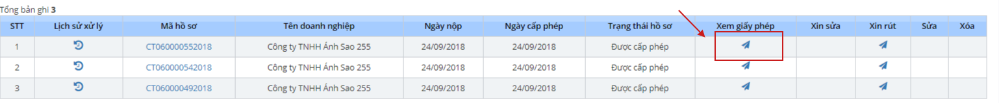 Tổng bản ghi 3
STT Lịch sử xử lý Mã hồ sơ Tên doanh nghiệp Ngày nộp Ngày cấp phép Trạng thái hồ sơ Xem giấy phép Xin sửa Xin rút Sửa Xóa
1 CT060000552018 Công ty TNHH Ánh Sao 255 24/09/2018 24/09/2018 Được cấp phép
2 CT060000542018 Công ty TNHH Ánh Sao 255 24/09/2018 24/09/2018 Được cấp phép
3 CT060000492018 Công ty TNHH Ánh Sao 255 24/09/2018 24/09/2018 Được cấp phép